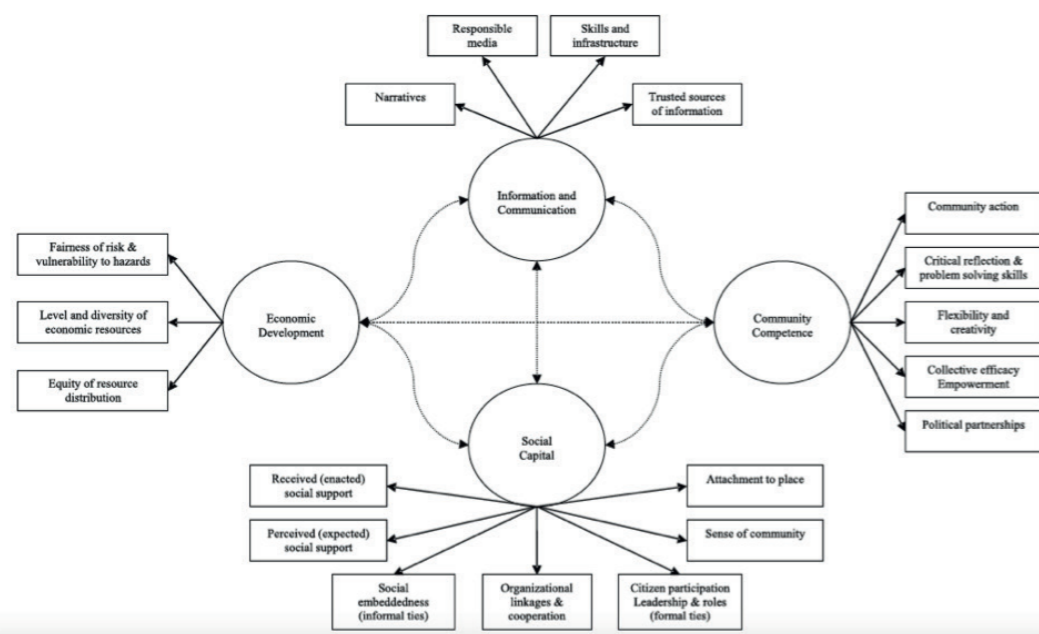 Responsible
media
Skills and
infrastructure
Narratives
Trusted sources
of information
Information and
Communication
Community action
Fairness of risk &
vulnerability to hazards
Critical reflection &
problem solving skills
Level and diversity of
economic resources
Economic
Development
Community
Competence
Flexibility and
creativity
Equity of resource
distribution
Collective efficacy
Empowerment
Political partnerships
Social
Capital
Received (enacted)
social support
Attachment to place
Perceived (expected)
social support
Sense of community
Social
embeddedness
(informal ties)
Organizational
linkages &
cooperation
Citizen participation
Leadership & roles
(formal ties)